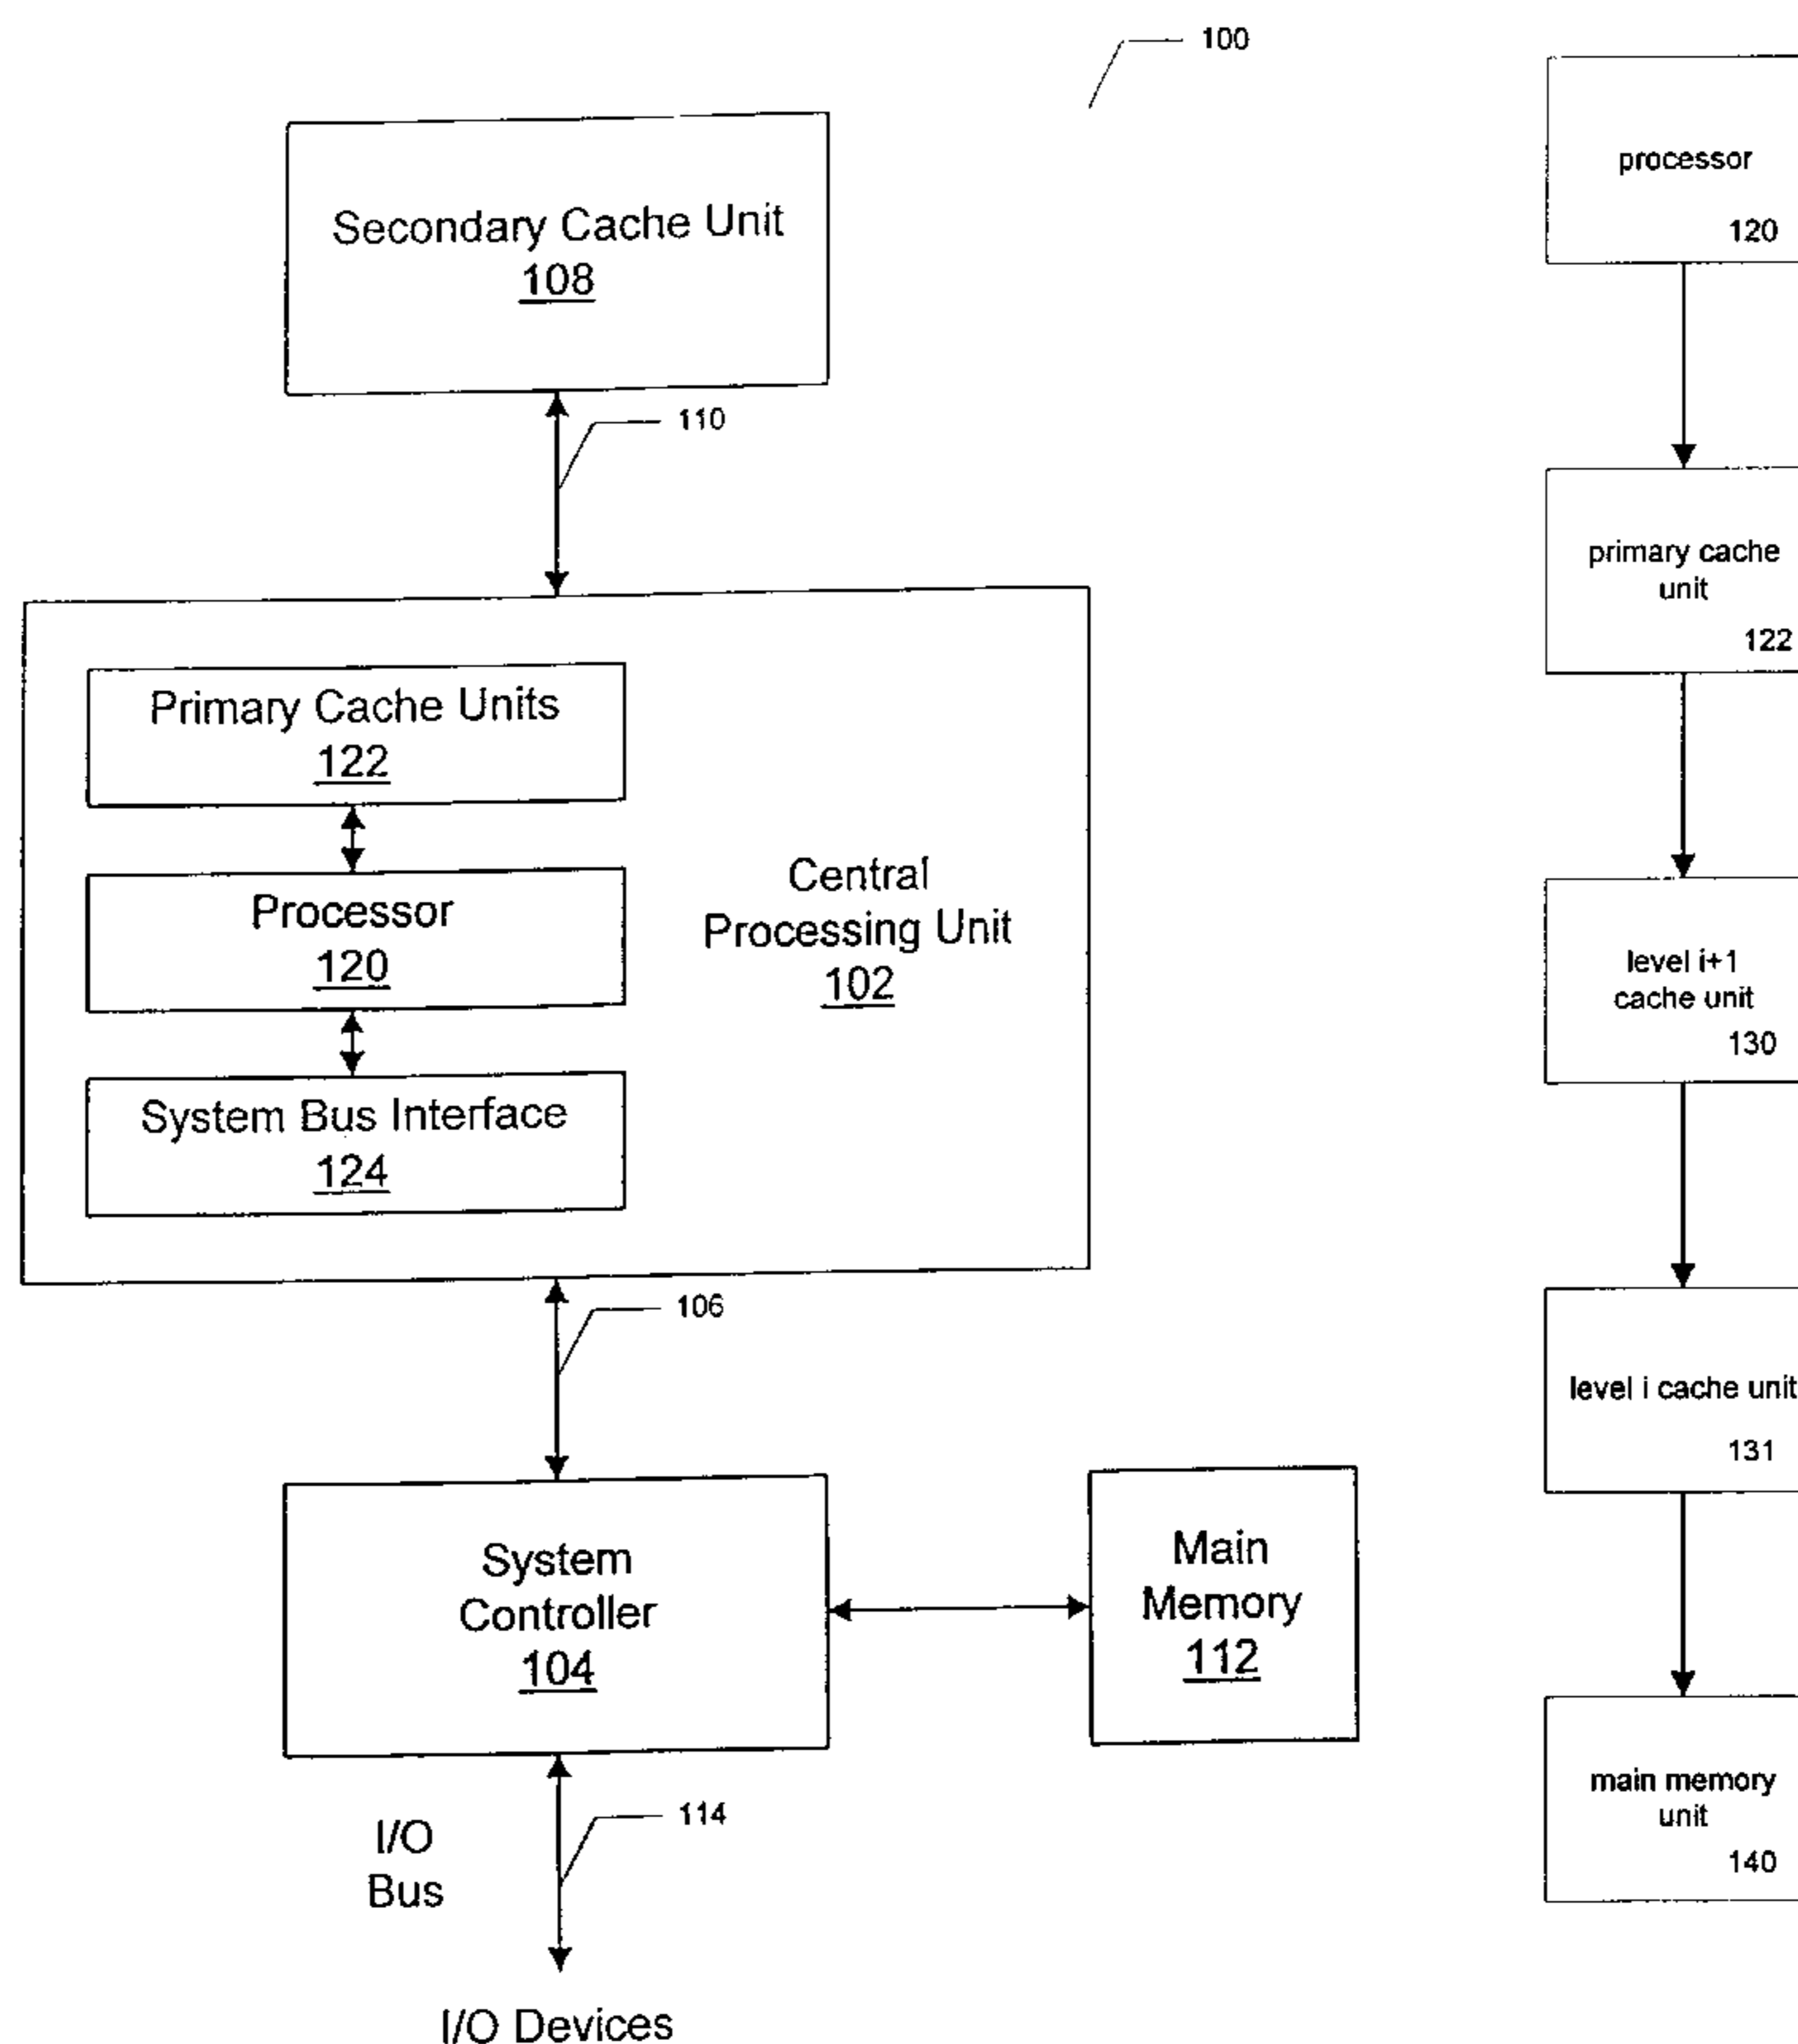 100
Secondary Cache Unit
108
110
Primary Cache Units
122
Processor
120
System Bus Interface
124
Central
Processing Unit
102
106
System
Controller
104
Main
Memory
112
I/O
Bus
114
I/O Devices
processor
120
primary cache
unit
122
level i+1
cache unit
130
level i cache unit
131
main memory
unit
140